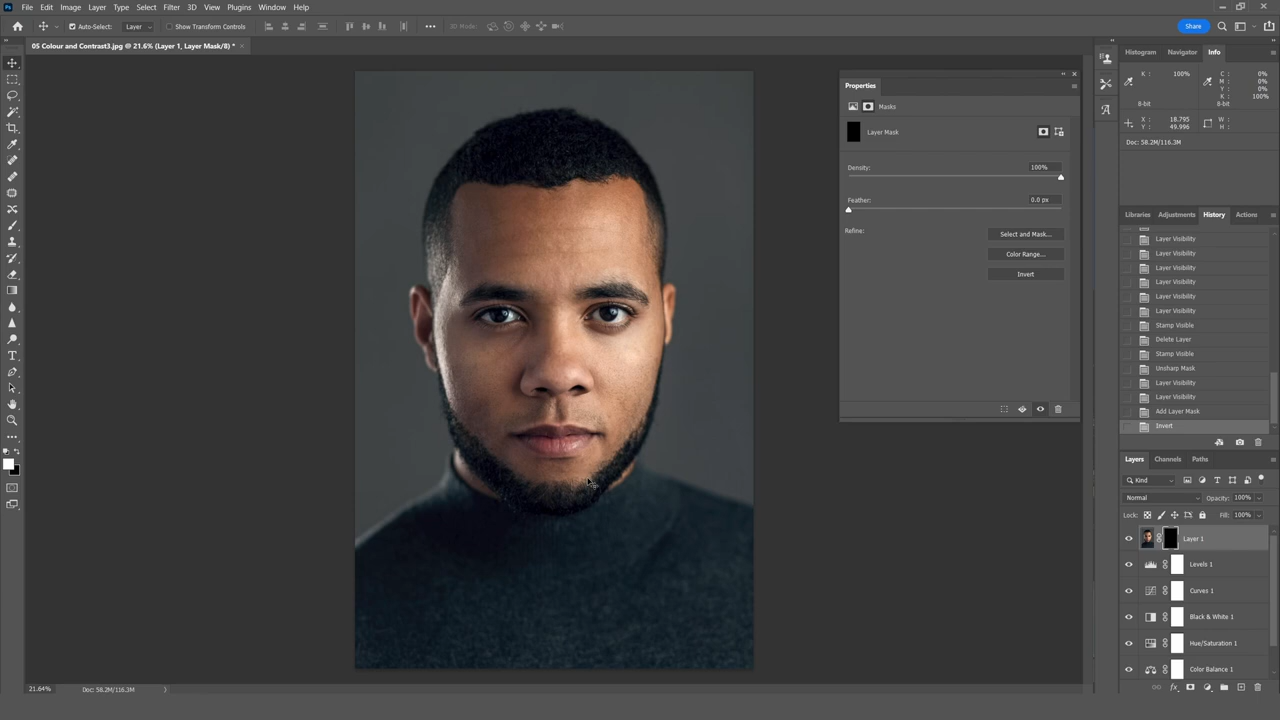 Ps File Edit Image Layer Type Select Filter 3D View Plugins Window Help
Auto-Select: Layer Show Transform Controls ••• 3D Mode: Share
05 Colour and Contrast3.jpg @ 21.6% (Layer 1, Layer Mask/8) * ×
Histogram Navigator Info
K : 100% C : 0%
M : 0%
Y : 0%
K : 100%
8-bit 8-bit
X : 18.795 W :
Y : 49.996 H :
Doc: 58.2M/116.3M
Properties
Masks
Layer Mask
Density: 100%
Feather: 0.0 px
Refine: Select and Mask...
Color Range...
Invert
Libraries Adjustments History Actions
Layer Visibility
Layer Visibility
Layer Visibility
Layer Visibility
Layer Visibility
Layer Visibility
Stamp Visible
Delete Layer
Stamp Visible
Unsharp Mask
Layer Visibility
Layer Visibility
Add Layer Mask
Invert
Layers Channels Paths
Kind
Normal Opacity: 100%
Lock: Fill: 100%
Layer 1
Levels 1
Curves 1
Black & White 1
Hue/Saturation 1
Color Balance 1
fx
21.64% Doc: 58.2M/116.3M